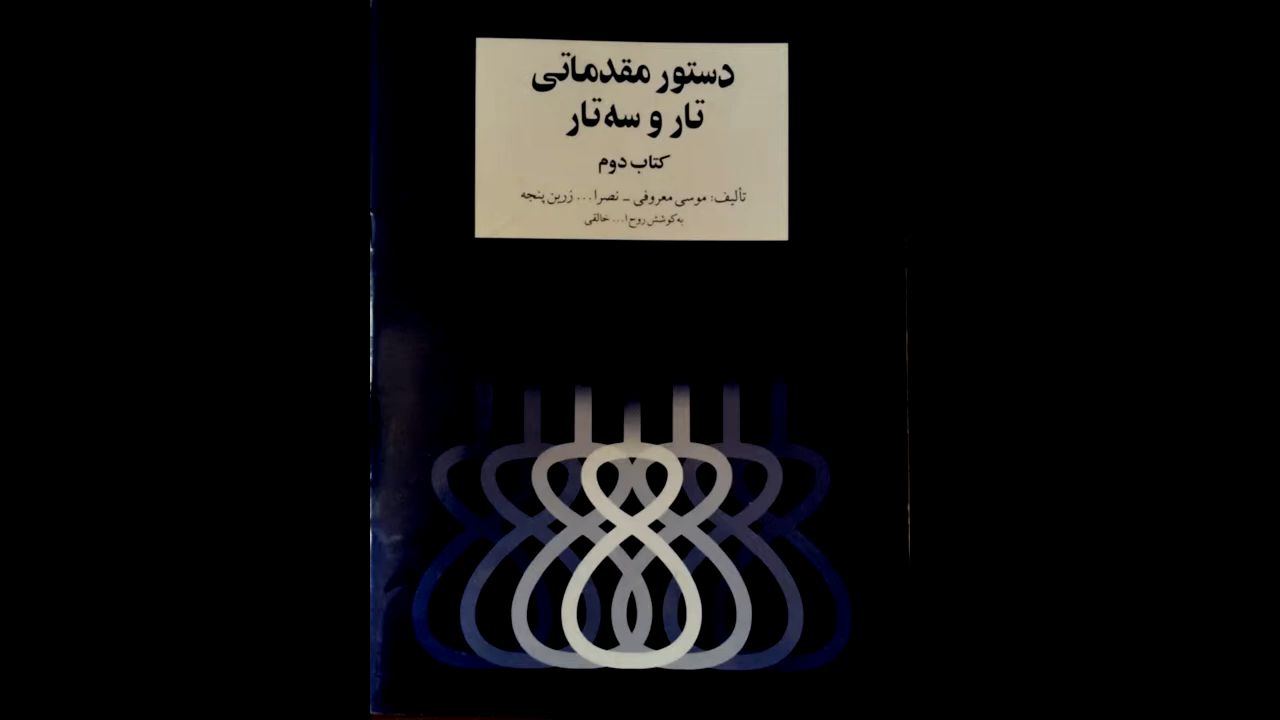 دستور مقدماتی
تار و سه‌تار
کتاب دوم
تألیف: موسی معروفی ـ نصرا... زرین پنجه
به‌کوشش روح ا... خالقی